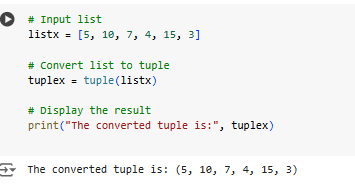 # Input list
listx = [5, 10, 7, 4, 15, 3]
# Convert list to tuple
tuplex = tuple(listx)
# Display the result
print("The converted tuple is:", tuplex)
The converted tuple is: (5, 10, 7, 4, 15, 3)